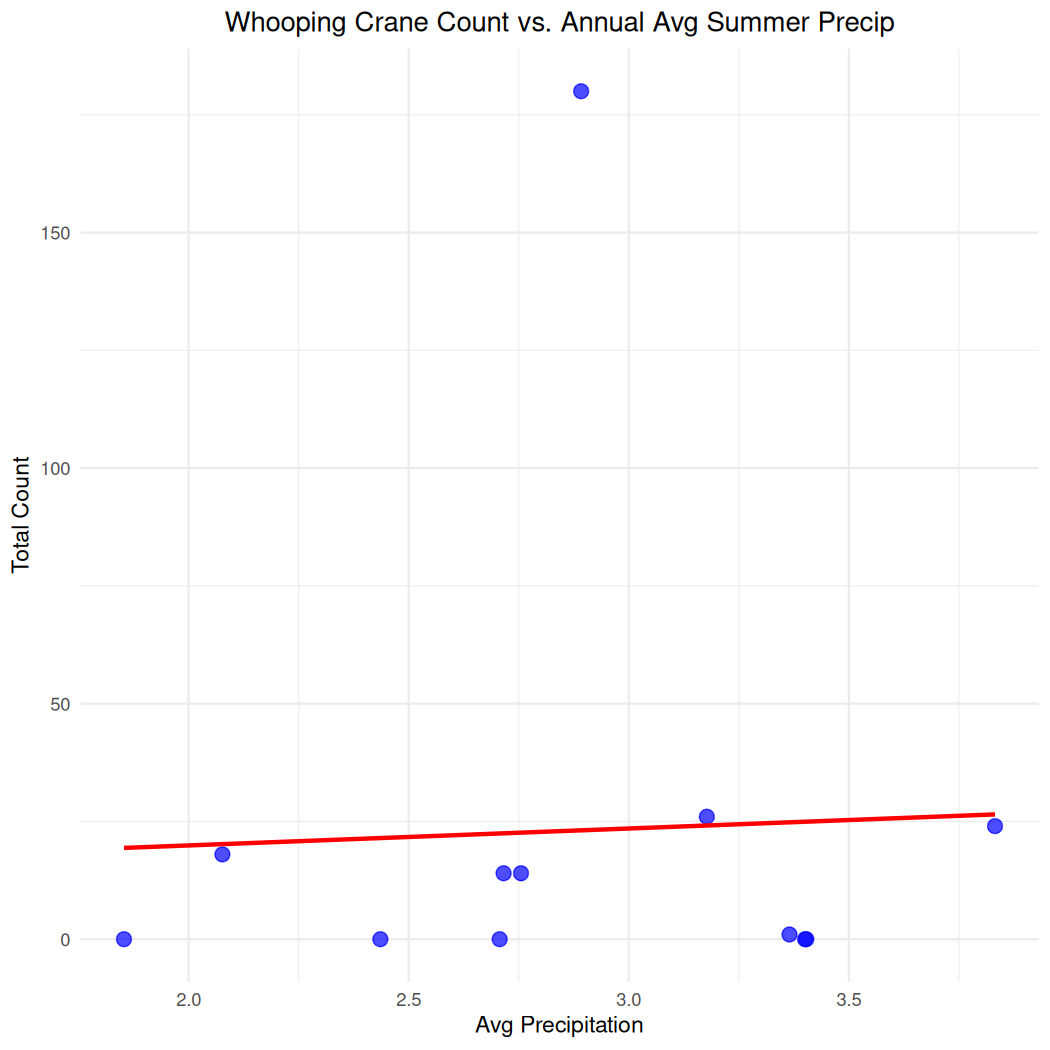 Whooping Crane Count vs. Annual Avg Summer Precip
150
100
50
0
Total Count
2.0 2.5 3.0 3.5
Avg Precipitation